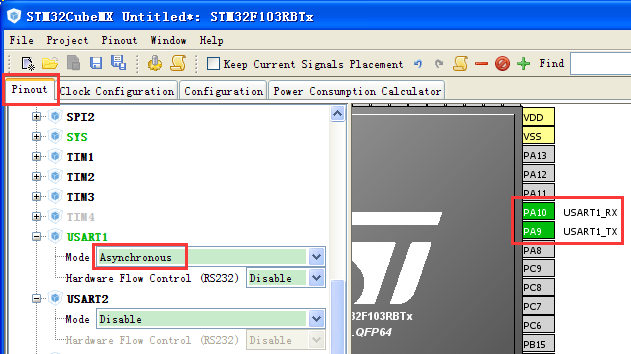 STM32CubeMX Untitled*: STM32F103RBTx
File Project Pinout Window Help
Keep Current Signals Placement Find
Pinout Clock Configuration Configuration Power Consumption Calculator
SPI2
SYS
TIM1
TIM2
TIM3
TIM4
USART1
Mode Asynchronous
Hardware Flow Control (RS232) Disable
USART2
Mode Disable
Hardware Flow Control (RS232) Disable
VDD
VSS
PA13
PA12
PA11
PA10 USART1_RX
PA9 USART1_TX
PA8
PC9
PC8
PC7
PC6
PB15
32F103RBTx
LQFP64